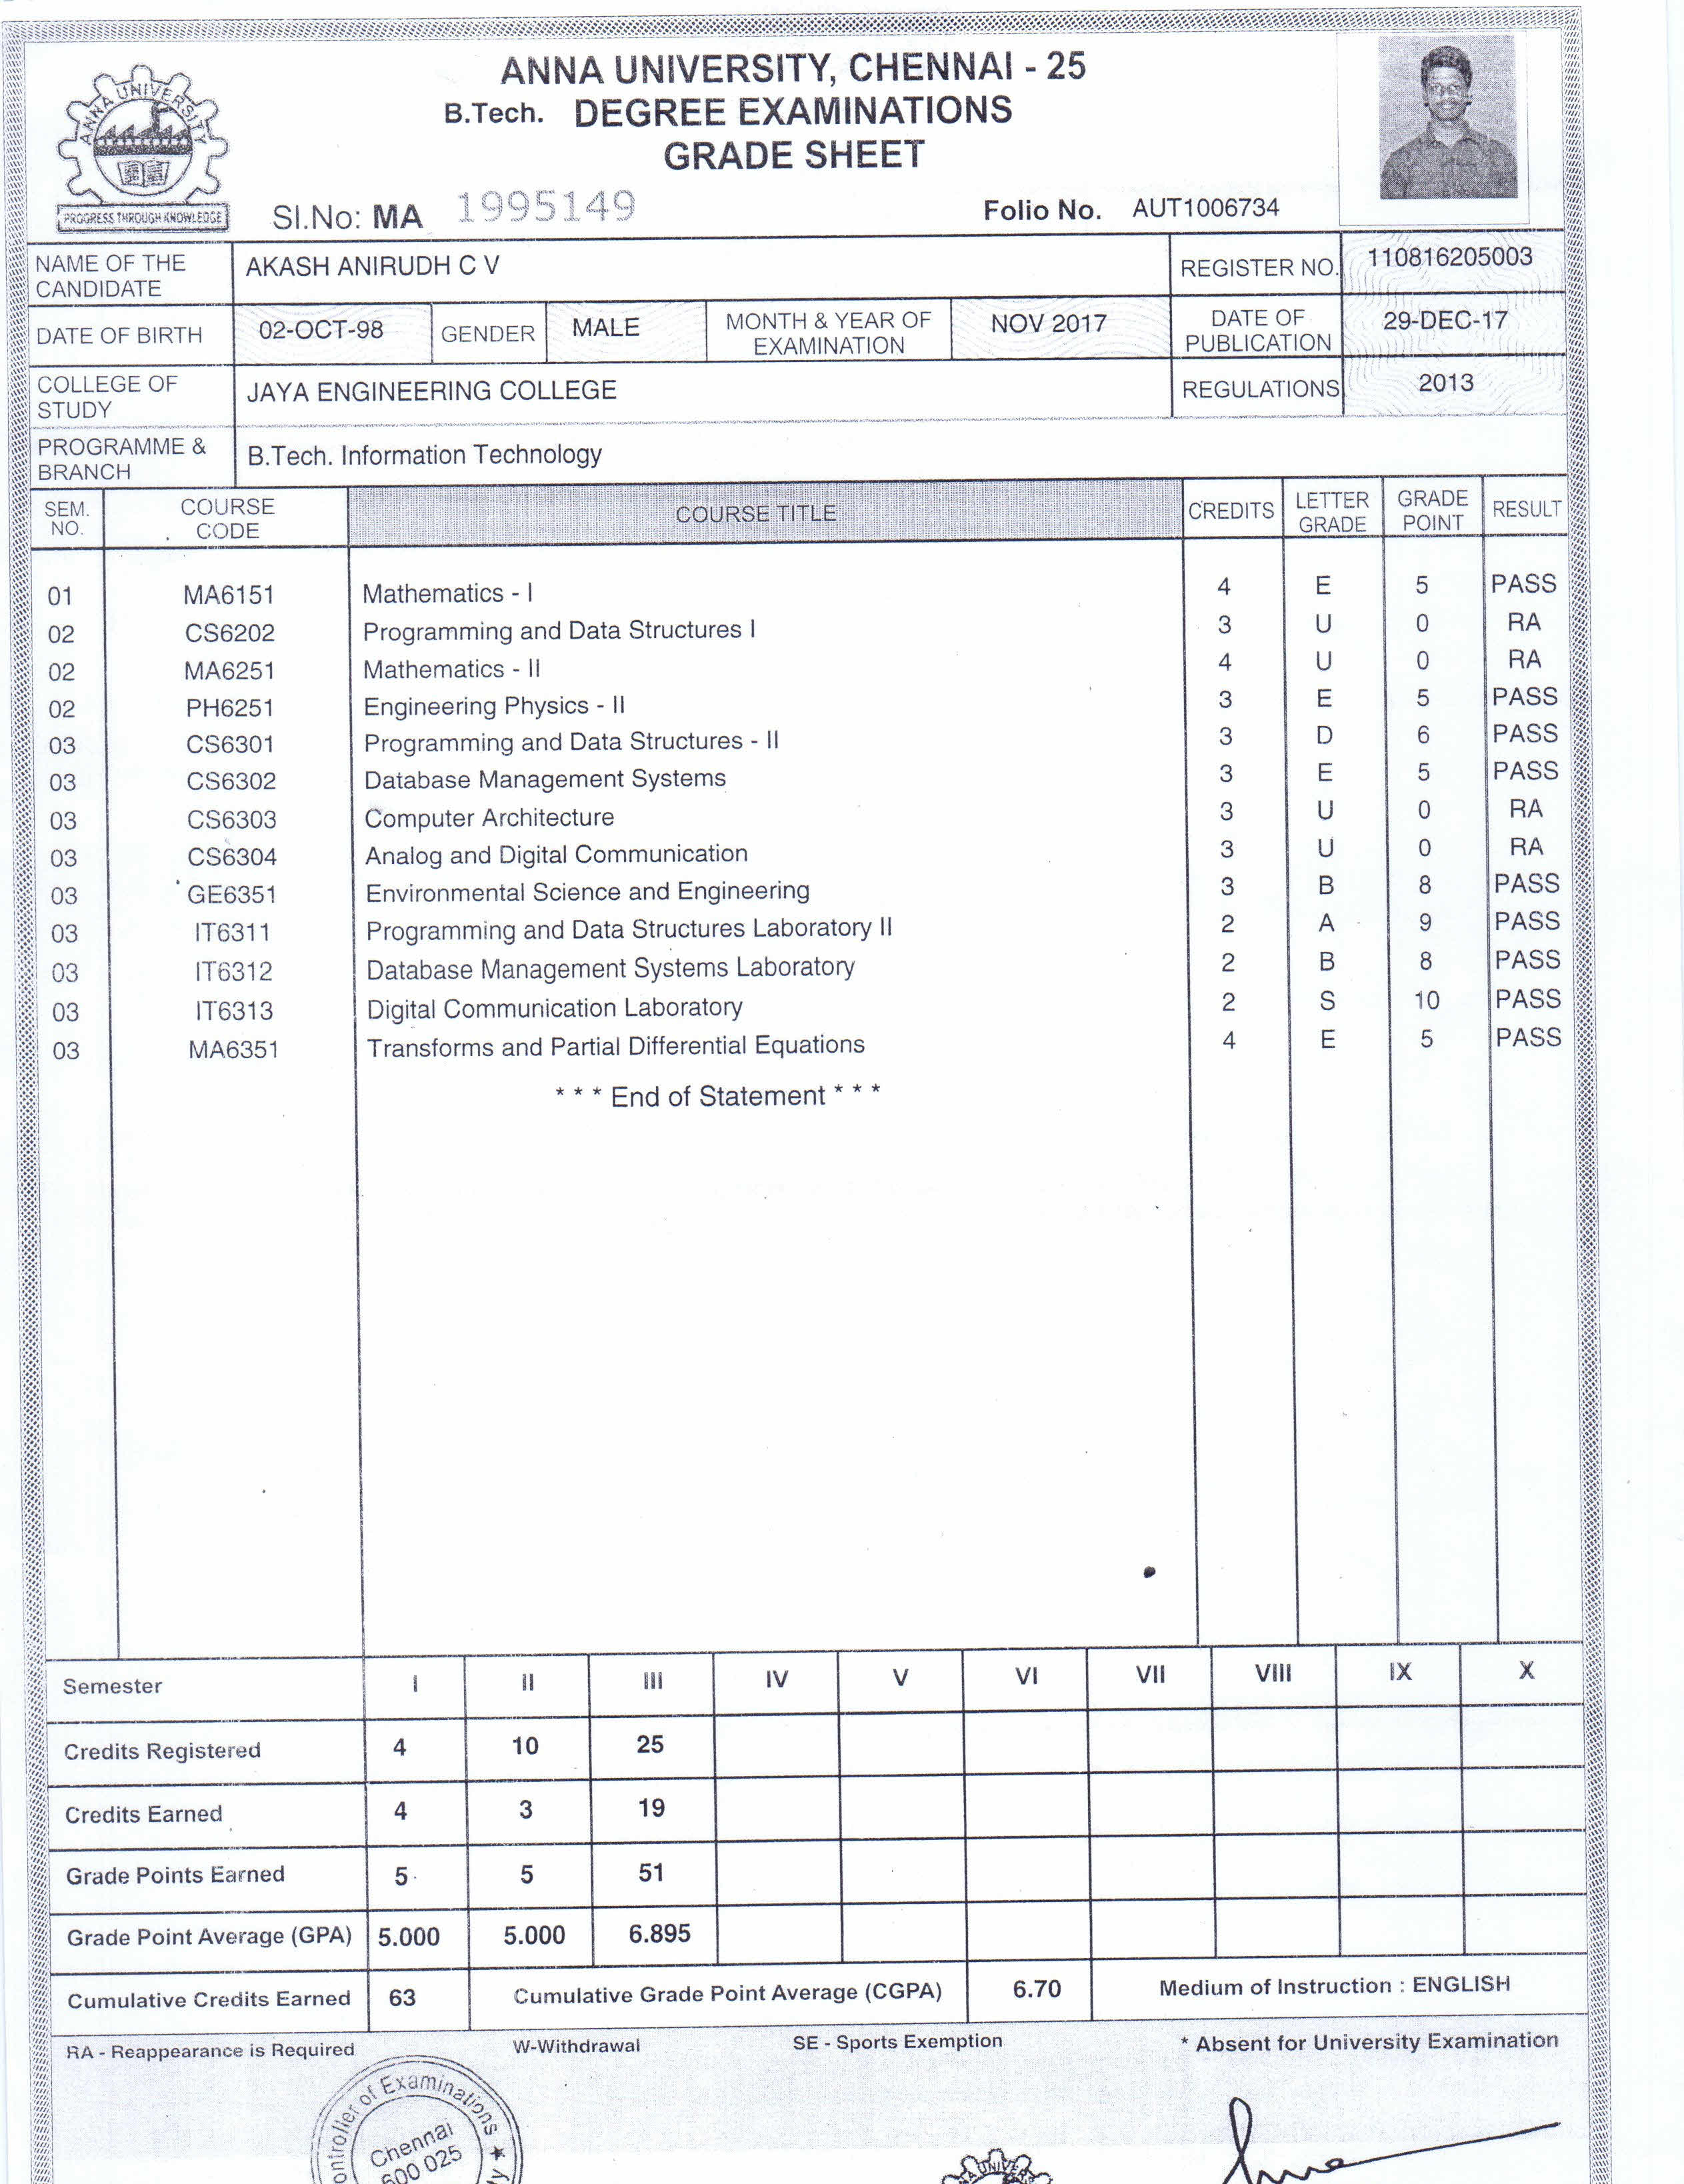 ANNA UNIVERSITY, CHENNAI - 25
B.Tech. DEGREE EXAMINATIONS
GRADE SHEET
ANNA UNIVERSITY
PROGRESS THROUGH KNOWLEDGE
Sl.No: MA 1995149 Folio No. AUT1006734
NAME OF THE CANDIDATE AKASH ANIRUDH C V REGISTER NO. 110816205003
DATE OF BIRTH 02-OCT-98 GENDER MALE MONTH & YEAR OF EXAMINATION NOV 2017 DATE OF PUBLICATION 29-DEC-17
COLLEGE OF STUDY JAYA ENGINEERING COLLEGE REGULATIONS 2013
PROGRAMME & BRANCH B.Tech. Information Technology
SEM. NO. COURSE CODE COURSE TITLE CREDITS LETTER GRADE GRADE POINT RESULT
01 MA6151 Mathematics - I 4 E 5 PASS
02 CS6202 Programming and Data Structures I 3 U 0 RA
02 MA6251 Mathematics - II 4 U 0 RA
02 PH6251 Engineering Physics - II 3 E 5 PASS
03 CS6301 Programming and Data Structures - II 3 D 6 PASS
03 CS6302 Database Management Systems 3 E 5 PASS
03 CS6303 Computer Architecture 3 U 0 RA
03 CS6304 Analog and Digital Communication 3 U 0 RA
03 GE6351 Environmental Science and Engineering 3 B 8 PASS
03 IT6311 Programming and Data Structures Laboratory II 2 A 9 PASS
03 IT6312 Database Management Systems Laboratory 2 B 8 PASS
03 IT6313 Digital Communication Laboratory 2 S 10 PASS
03 MA6351 Transforms and Partial Differential Equations 4 E 5 PASS
* * * End of Statement * * *
Semester I II III IV V VI VII VIII IX X
Credits Registered 4 10 25
Credits Earned 4 3 19
Grade Points Earned 5 5 51
Grade Point Average (GPA) 5.000 5.000 6.895
Cumulative Credits Earned 63 Cumulative Grade Point Average (CGPA) 6.70 Medium of Instruction : ENGLISH
RA - Reappearance is Required W-Withdrawal SE - Sports Exemption * Absent for University Examination
of Examinations
Chennai
600 025